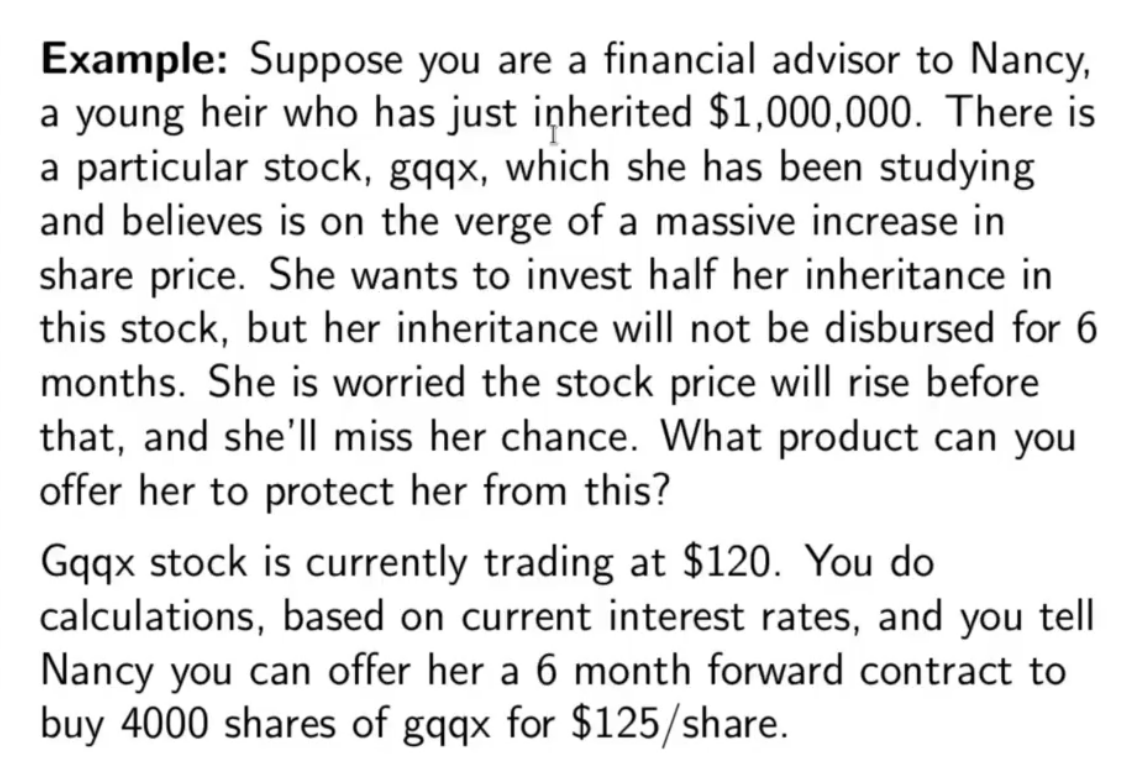 Example: Suppose you are a financial advisor to Nancy,
a young heir who has just inherited $1,000,000. There is
a particular stock, gqqx, which she has been studying
and believes is on the verge of a massive increase in
share price. She wants to invest half her inheritance in
this stock, but her inheritance will not be disbursed for 6
months. She is worried the stock price will rise before
that, and she'll miss her chance. What product can you
offer her to protect her from this?
Gqqx stock is currently trading at $120. You do
calculations, based on current interest rates, and you tell
Nancy you can offer her a 6 month forward contract to
buy 4000 shares of gqqx for $125/share.